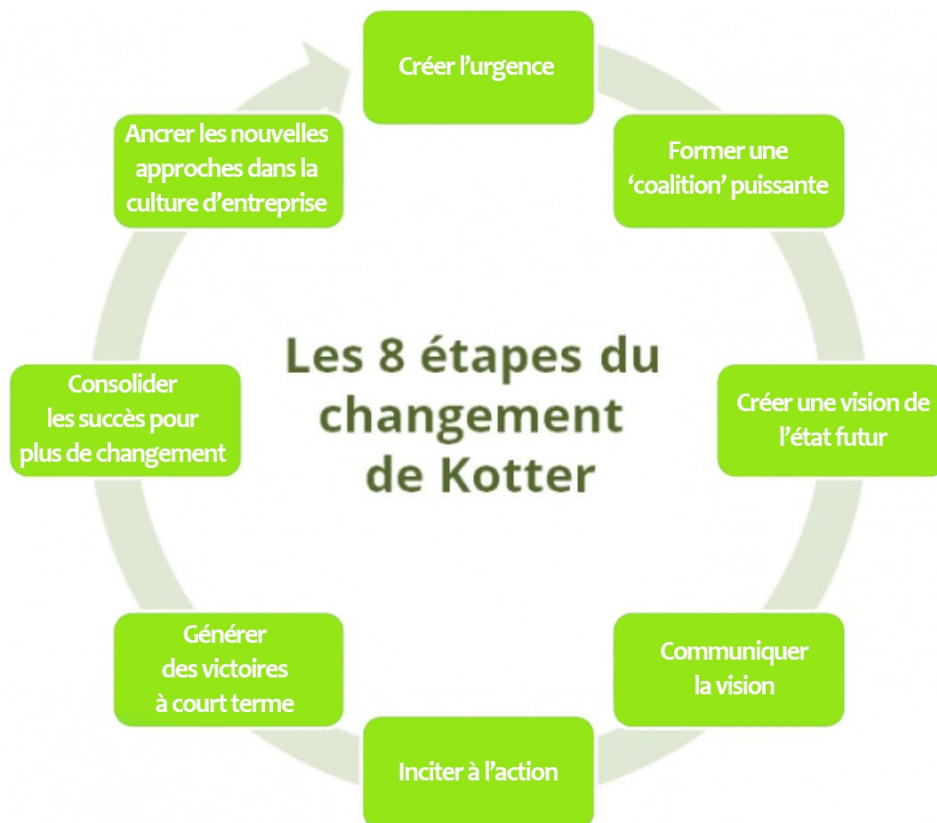 Créer l'urgence
Former une
‘coalition’ puissante
Créer une vision de
l'état futur
Communiquer
la vision
Inciter à l'action
Générer
des victoires
à court terme
Consolider
les succès pour
plus de changement
Ancrer les nouvelles
approches dans la
culture d'entreprise
Les 8 étapes du
changement
de Kotter